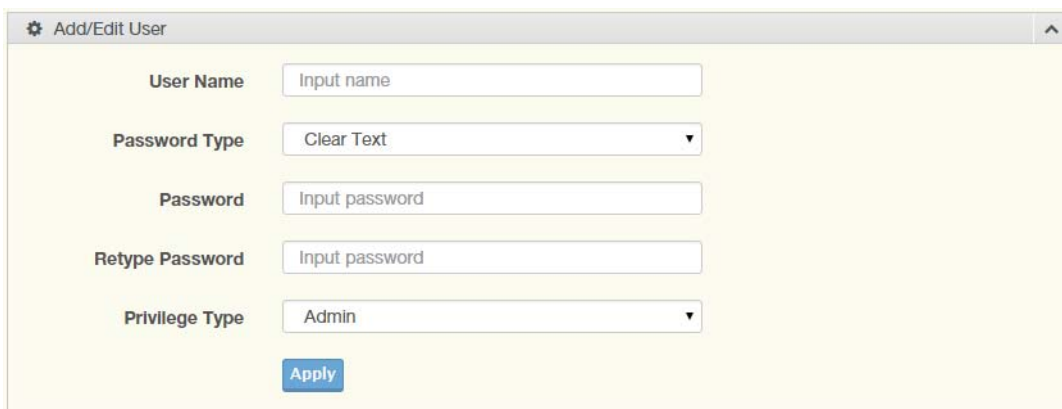 Add/Edit User
User Name Input name
Password Type Clear Text
Password Input password
Retype Password Input password
Privilege Type Admin
Apply